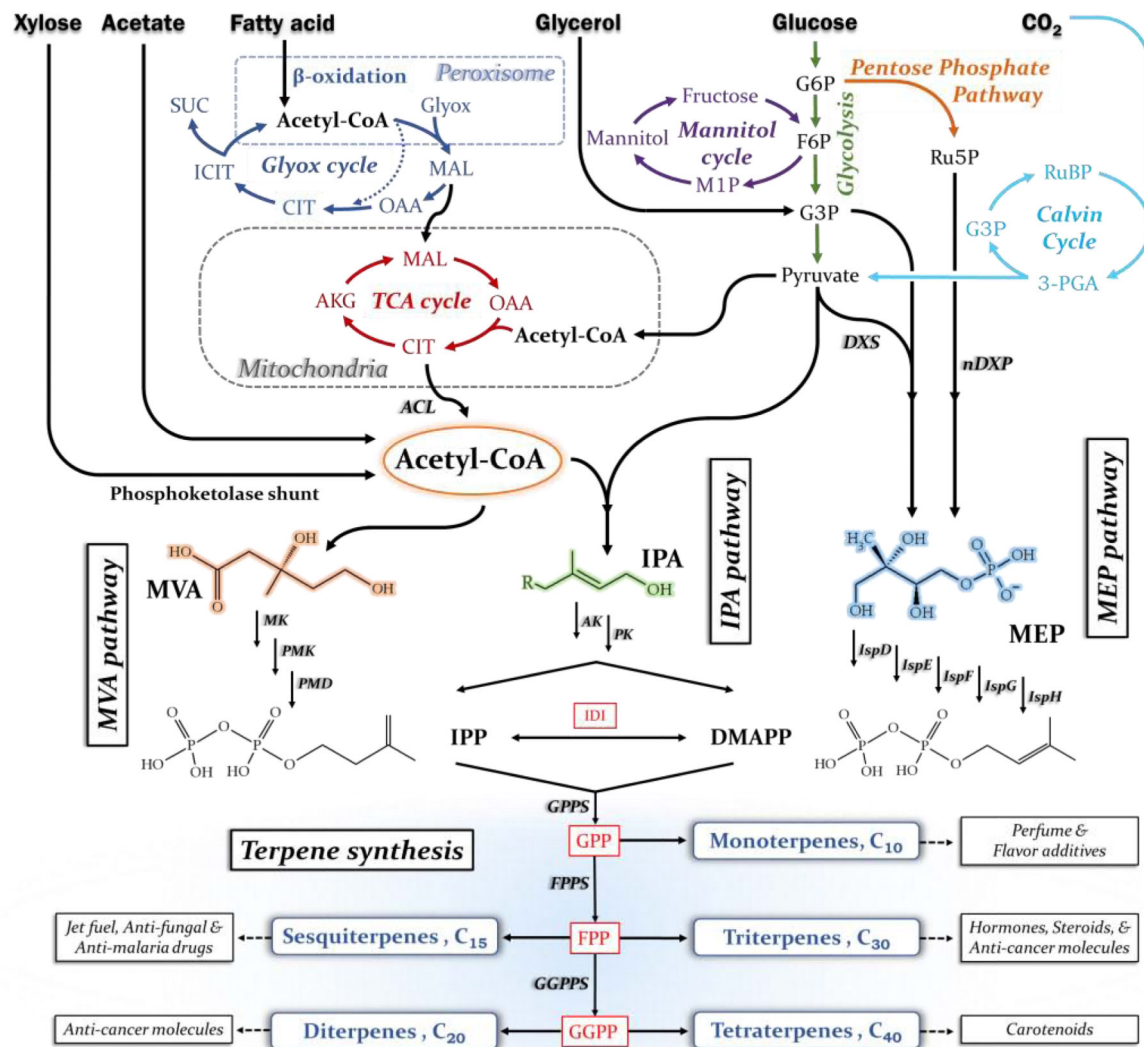 Xylose
Acetate
Fatty acid
Glycerol
Glucose
CO₂
β-oxidation
Peroxisome
SUC
Acetyl-CoA
Glyox
Glyox cycle
ICIT
MAL
CIT
OAA
Fructose
Mannitol
Mannitol
cycle
M1P
G6P
F6P
Glycolysis
G3P
Pyruvate
Pentose Phosphate
Pathway
Ru5P
RuBP
G3P
Calvin
Cycle
3-PGA
MAL
AKG
TCA cycle
OAA
CIT
Acetyl-CoA
Mitochondria
DXS
nDXP
ACL
Acetyl-CoA
Phosphoketolase shunt
MVA pathway
HO
OH
O
OH
MVA
MK
PMK
PMD
IPA pathway
IPA
R
OH
AK
PK
MEP pathway
H₃C
OH
O
P
OH
O
O⁻
OH
OH
MEP
IspD
IspE
IspF
IspG
IspH
O
O
O
P
P
HO
OH
HO
O
IPP
IDI
DMAPP
O
O
O
P
P
HO
OH
HO
O
GPPS
Terpene synthesis
GPP
Monoterpenes, C₁₀
Perfume &
Flavor additives
FPPS
Jet fuel, Anti-fungal &
Anti-malaria drugs
Sesquiterpenes , C₁₅
FPP
Triterpenes, C₃₀
Hormones, Steroids, &
Anti-cancer molecules
GGPPS
Anti-cancer molecules
Diterpenes, C₂₀
GGPP
Tetraterpenes, C₄₀
Carotenoids